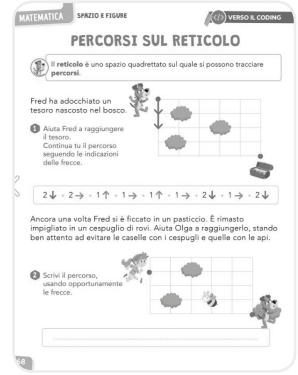 MATEMATICA
SPAZIO E FIGURE
</> VERSO IL CODING
PERCORSI SUL RETICOLO
Il reticolo è uno spazio quadrettato sul quale si possono tracciare
percorsi.
Fred ha adocchiato un
tesoro nascosto nel bosco.
1 Aiuta Fred a raggiungere
il tesoro.
Continua tu il percorso
seguendo le indicazioni
delle frecce.
2↓ - 2→ - 1↑ - 1→ - 1↑ - 1→ - 2↓ - 1→ - 2↓
Ancora una volta Fred si è ficcato in un pasticcio. È rimasto
impigliato in un cespuglio di rovi. Aiuta Olga a raggiungerlo, stando
ben attento ad evitare le caselle con i cespugli e quelle con le api.
2 Scrivi il percorso,
usando opportunamente
le frecce.
68